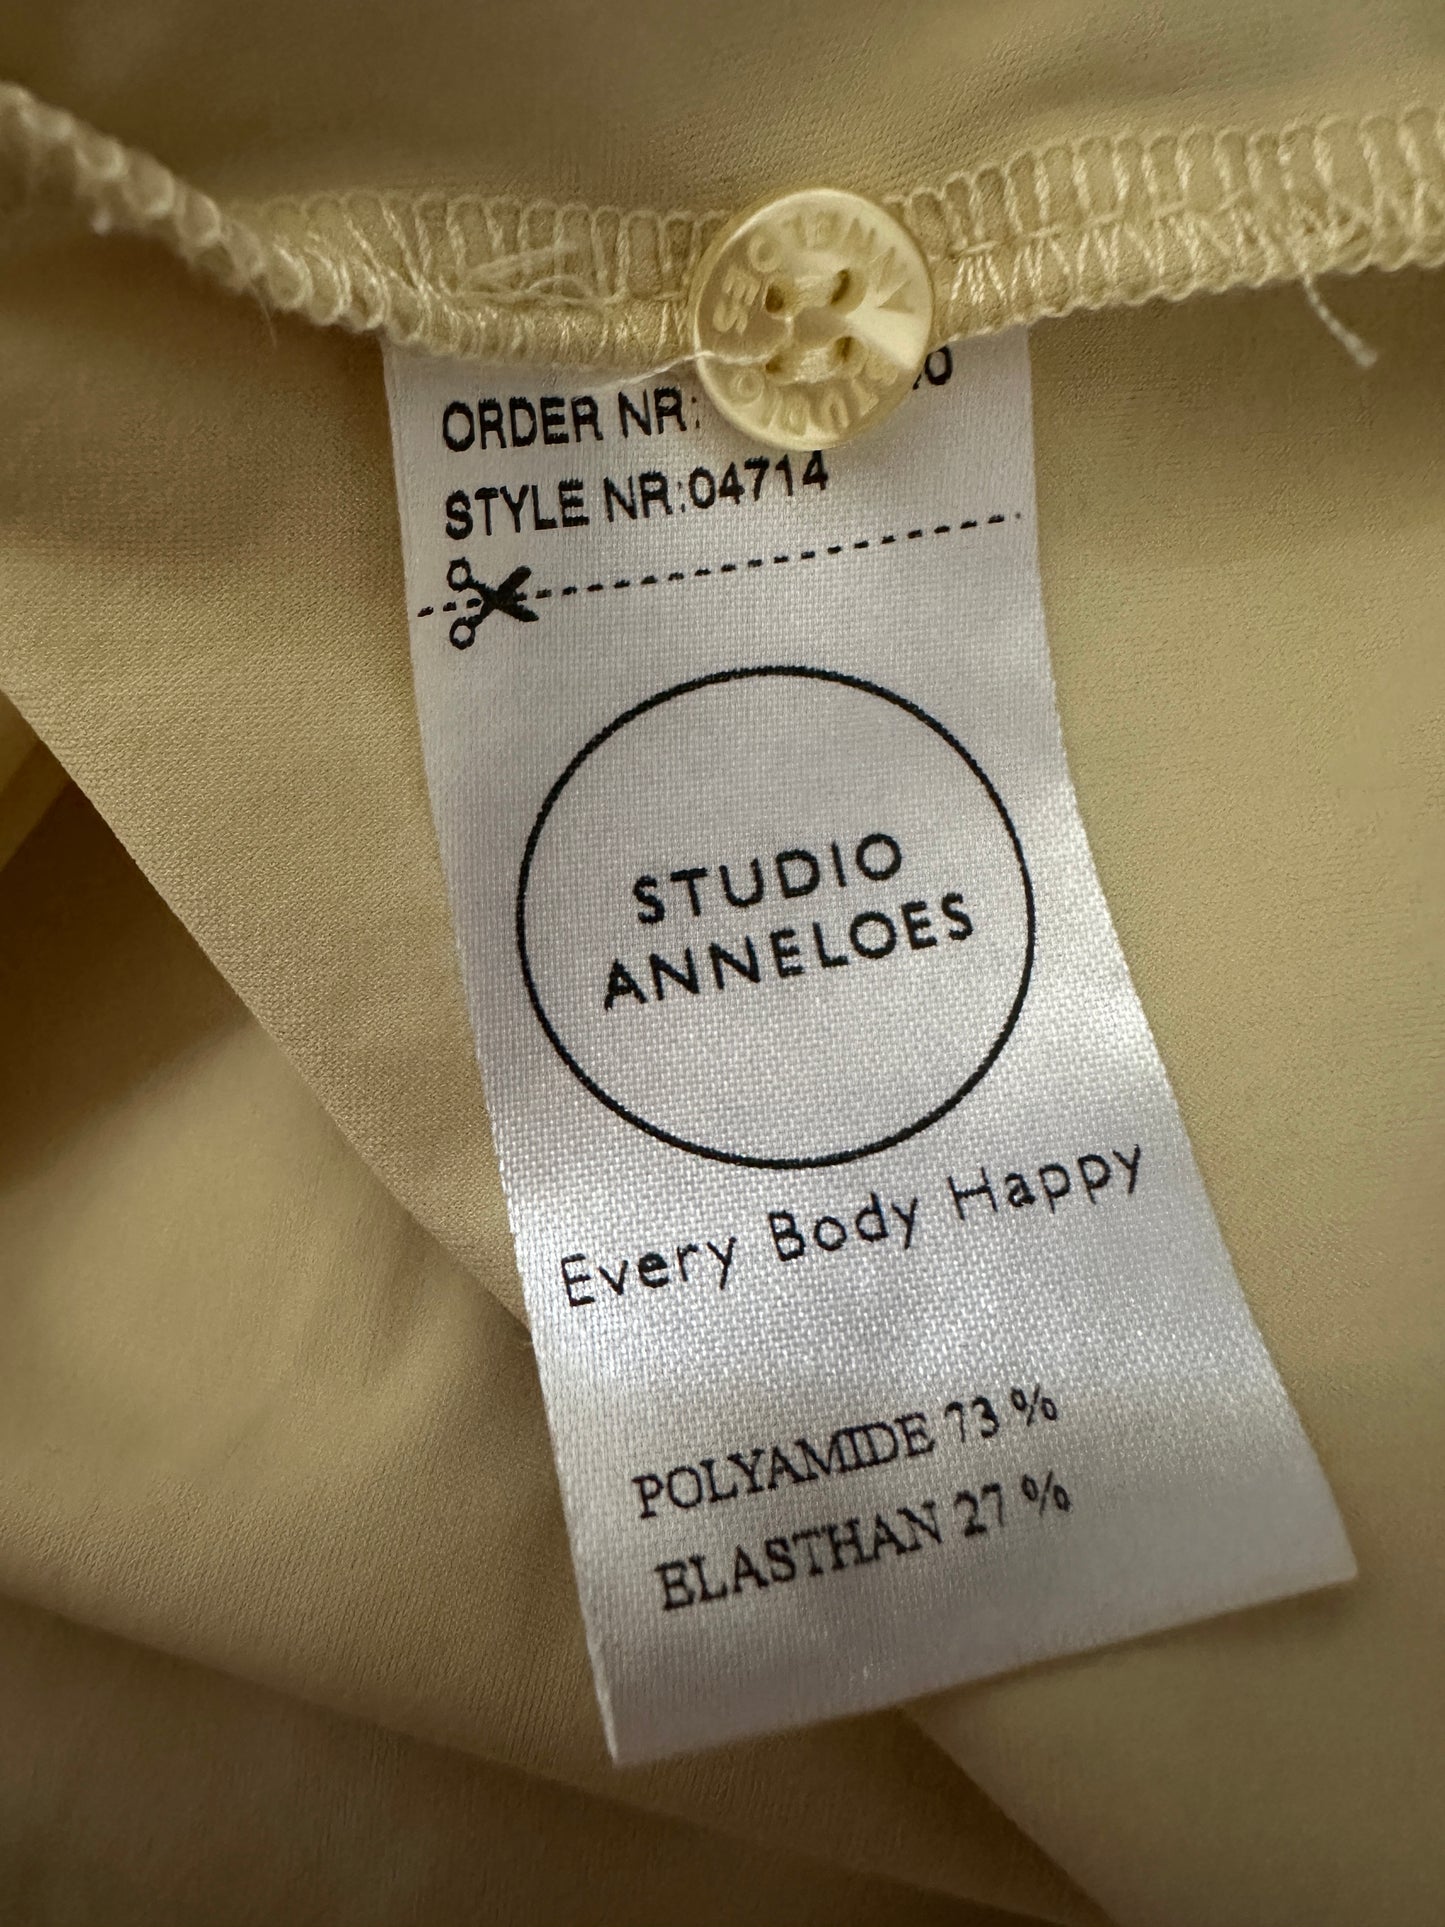 ORDER NR:
STYLE NR:04714
STUDIO
ANNELOES
Every Body Happy
POLYAMIDE 73 %
ELASTHAN 27 %